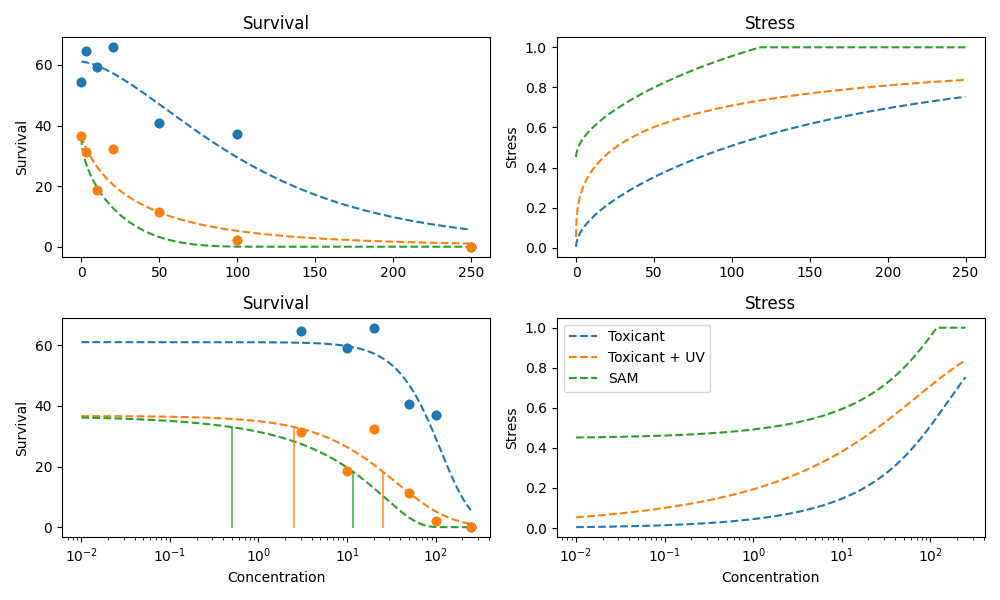 Survival
Survival
60
40
20
0
0 50 100 150 200 250
Stress
Stress
1.0
0.8
0.6
0.4
0.2
0.0
0 50 100 150 200 250
Survival
Survival
60
40
20
0
10⁻² 10⁻¹ 10⁰ 10¹ 10²
Concentration
Stress
Stress
1.0
0.8
0.6
0.4
0.2
0.0
Toxicant
Toxicant + UV
SAM
10⁻² 10⁻¹ 10⁰ 10¹ 10²
Concentration